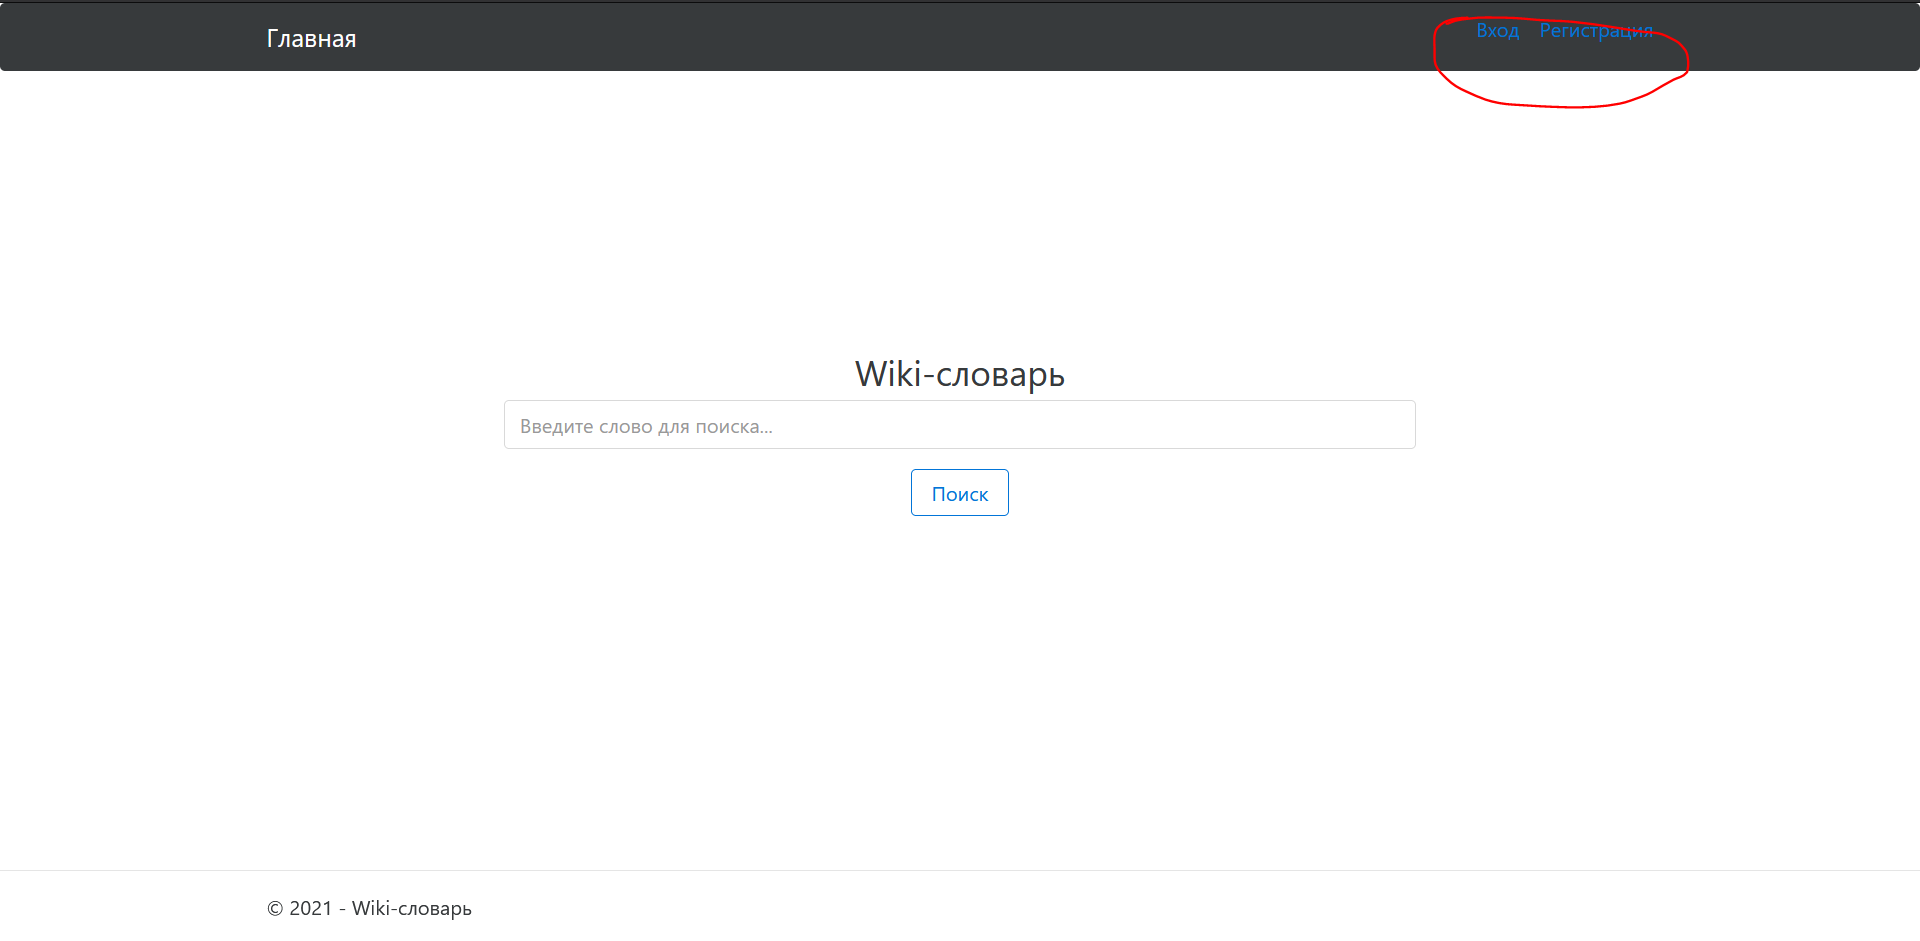 Главная
Вход Регистрация
Wiki-словарь
Введите слово для поиска...
Поиск
© 2021 - Wiki-словарь